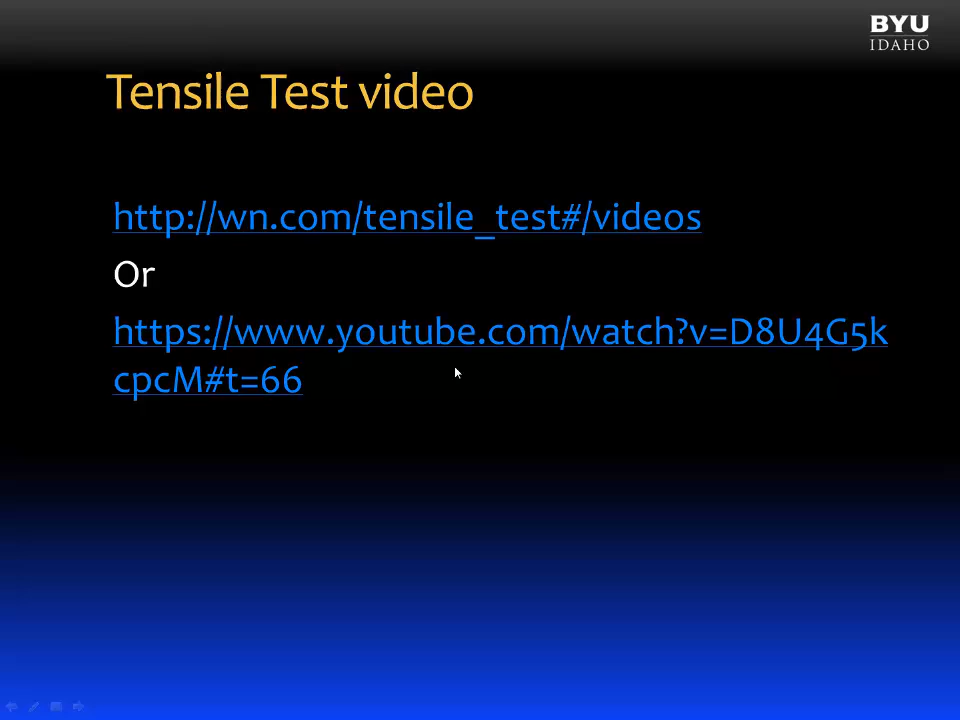 BYU
IDAHO
Tensile Test video
http://wn.com/tensile_test#/videos
Or
https://www.youtube.com/watch?v=D8U4G5k
cpcM#t=66